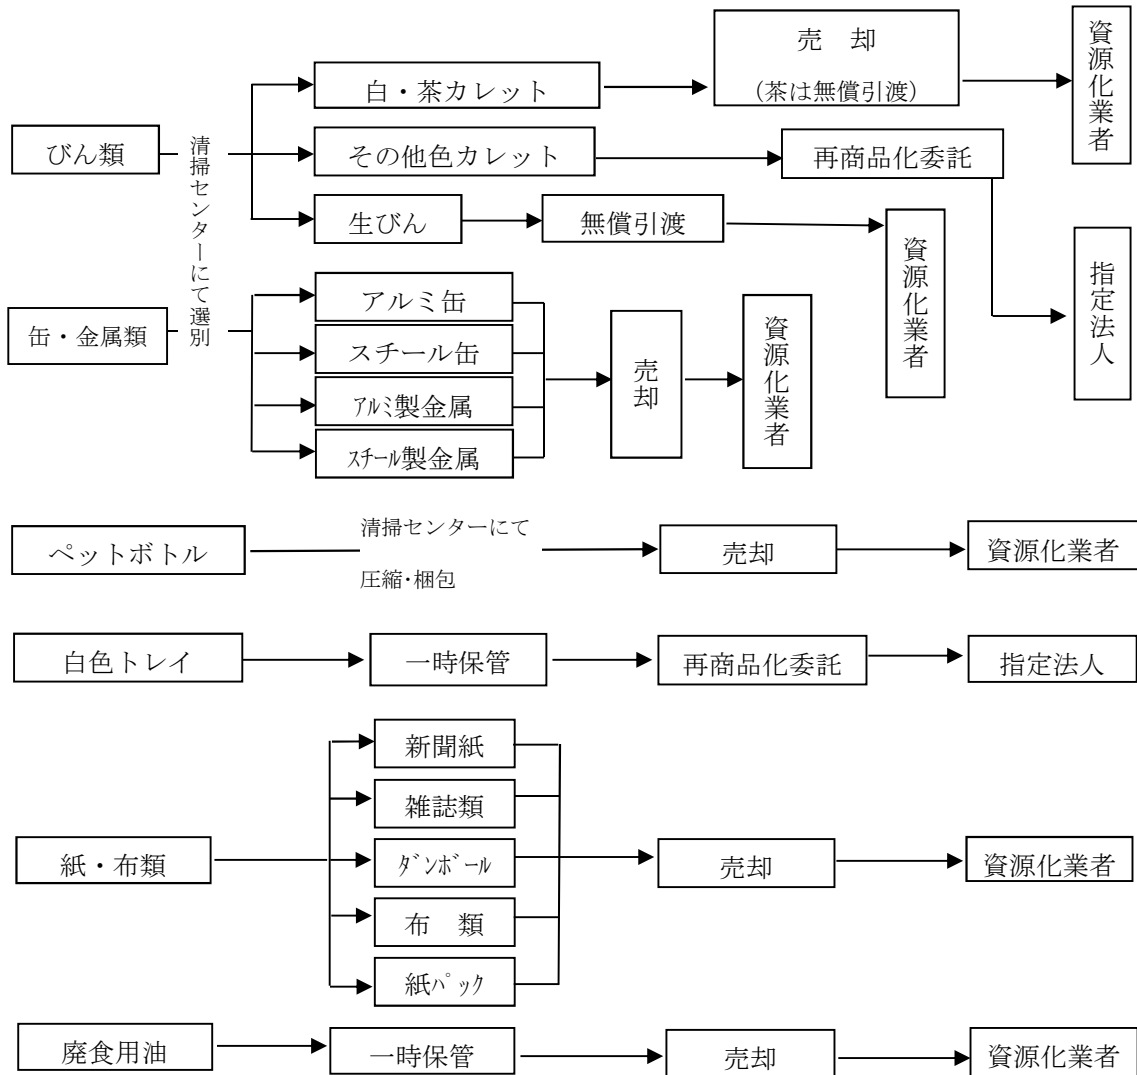 びん類
清掃センターにて選別
白・茶カレット
売　却
(茶は無償引渡)
資源化業者
その他色カレット
再商品化委託
指定法人
生びん
無償引渡
資源化業者
缶・金属類
アルミ缶
スチール缶
ｱﾙﾐ製金属
ｽﾁｰﾙ製金属
売却
資源化業者
ペットボトル
清掃センターにて
圧縮・梱包
売却
資源化業者
白色トレイ
一時保管
再商品化委託
指定法人
紙・布類
新聞紙
雑誌類
ﾀﾞﾝﾎﾞｰﾙ
布　類
紙ﾊﾟｯｸ
売却
資源化業者
廃食用油
一時保管
売却
資源化業者